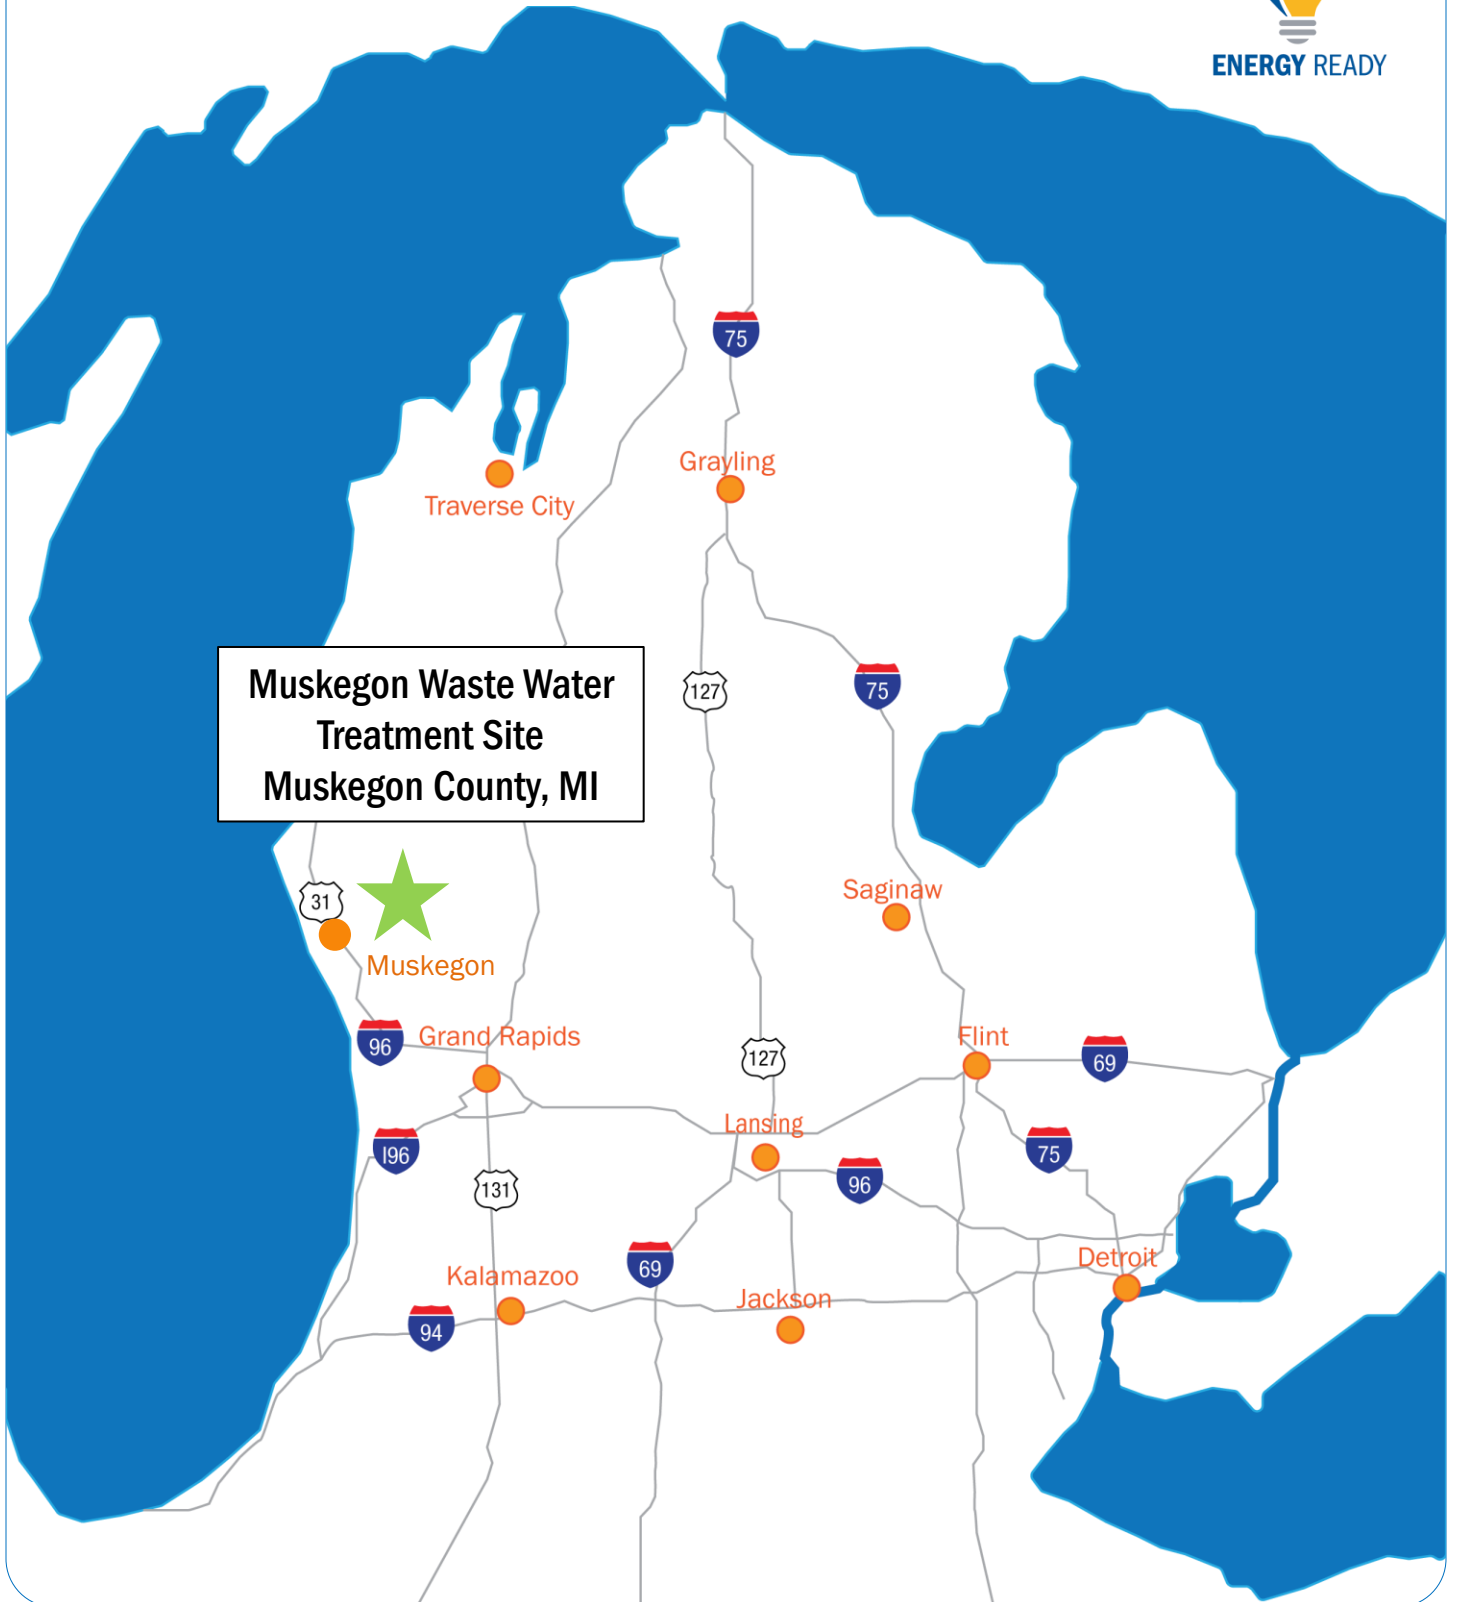 ENERGY READY
75
Grayling
Traverse City
Muskegon Waste Water
Treatment Site
Muskegon County, MI
127
75
31
Saginaw
Muskegon
96
Grand Rapids
127
Flint
69
Lansing
I96
75
96
131
69
Detroit
Kalamazoo
Jackson
94